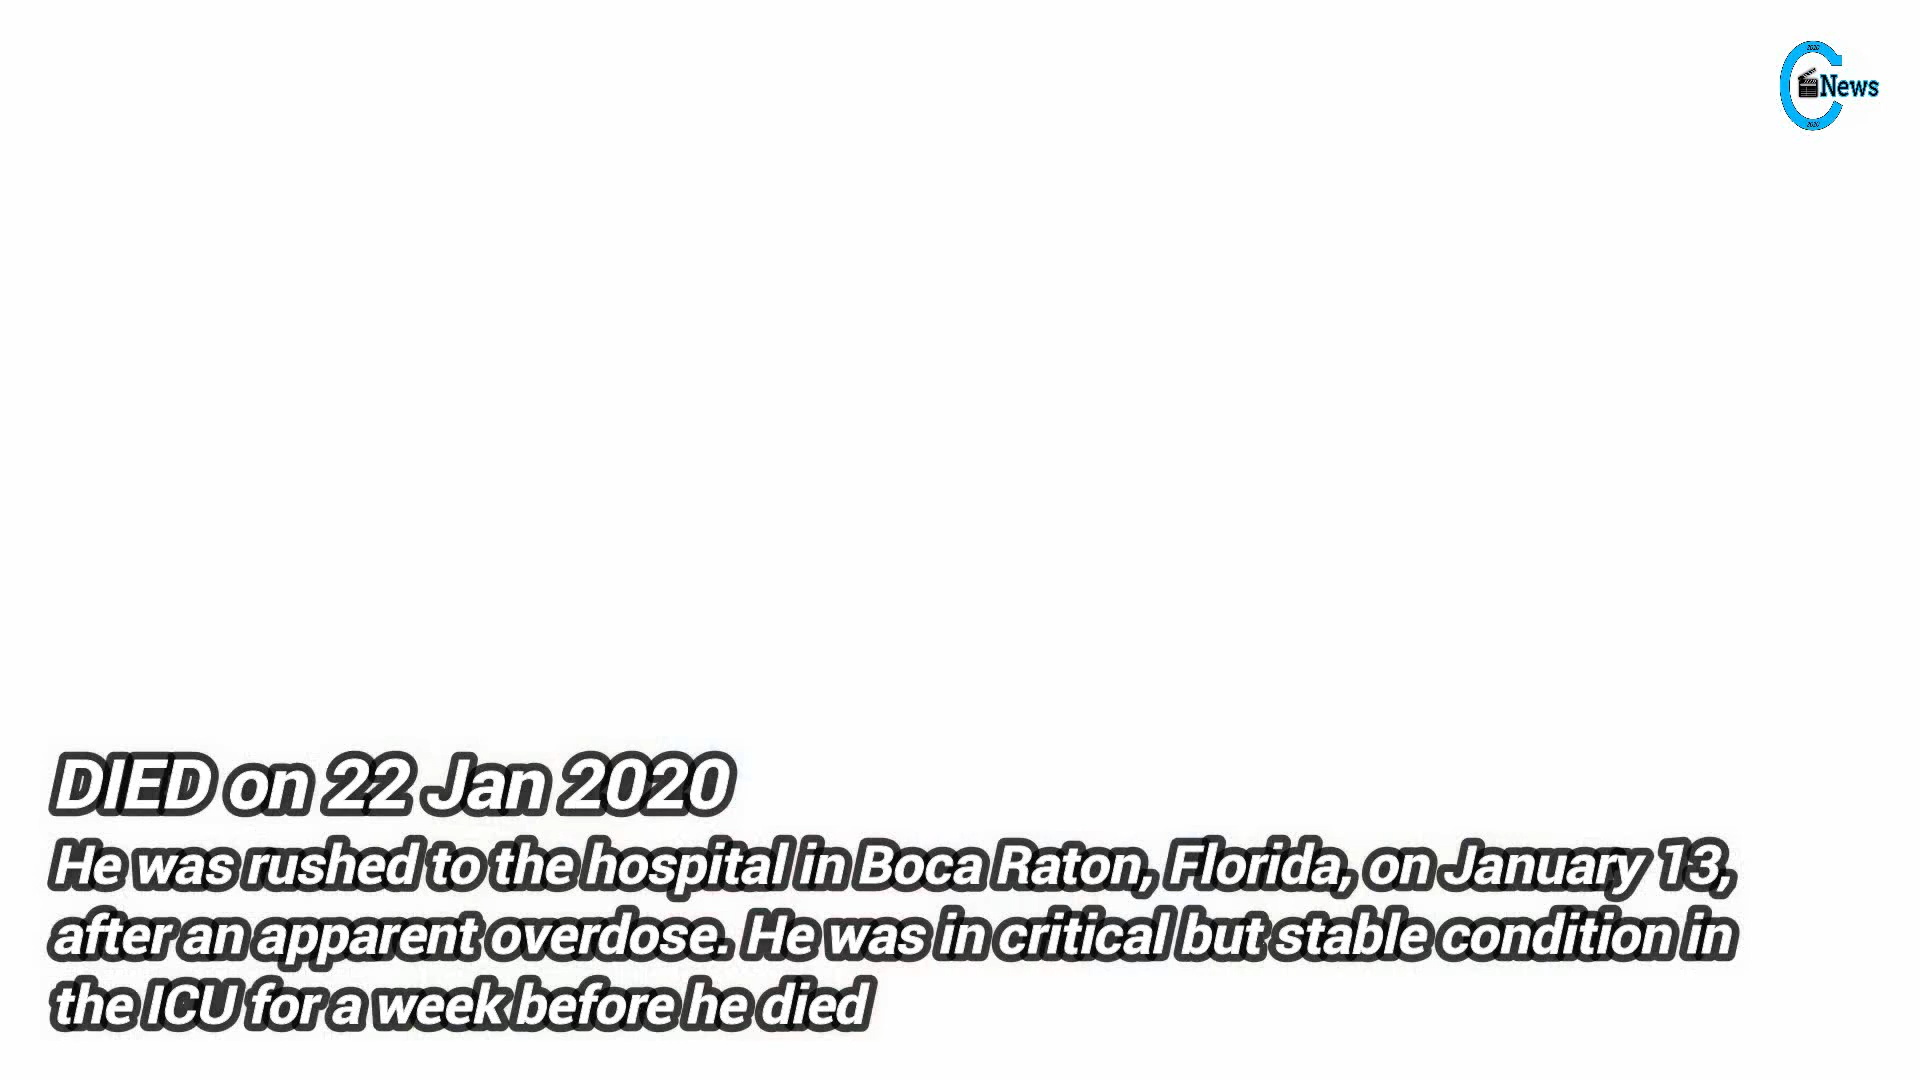 2020
News
2020
DIED on 22 Jan 2020
He was rushed to the hospital in Boca Raton, Florida, on January 13,
after an apparent overdose. He was in critical but stable condition in
the ICU for a week before he died